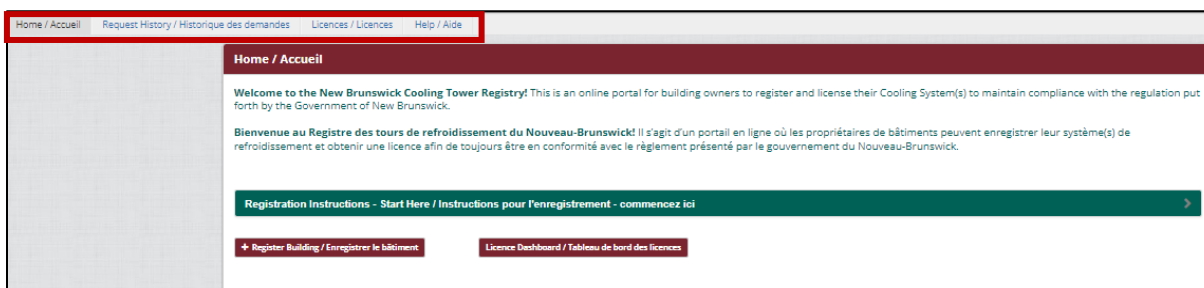 Home / Accueil Request History / Historique des demandes Licences / Licences Help / Aide
Home / Accueil
Welcome to the New Brunswick Cooling Tower Registry! This is an online portal for building owners to register and license their Cooling System(s) to maintain compliance with the regulation put
forth by the Government of New Brunswick.
Bienvenue au Registre des tours de refroidissement du Nouveau-Brunswick! Il s'agit d'un portail en ligne où les propriétaires de bâtiments peuvent enregistrer leur système(s) de
refroidissement et obtenir une licence afin de toujours être en conformité avec le règlement présenté par le gouvernement du Nouveau-Brunswick.
Registration Instructions - Start Here / Instructions pour l'enregistrement - commencez ici
+ Register Building / Enregistrer le bâtiment Licence Dashboard / Tableau de bord des licences